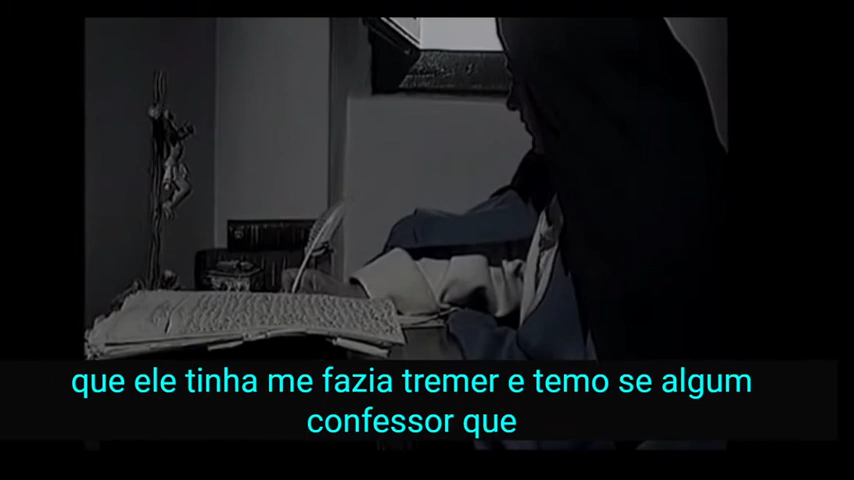 que ele tinha me fazia tremer e temo se algum
confessor que